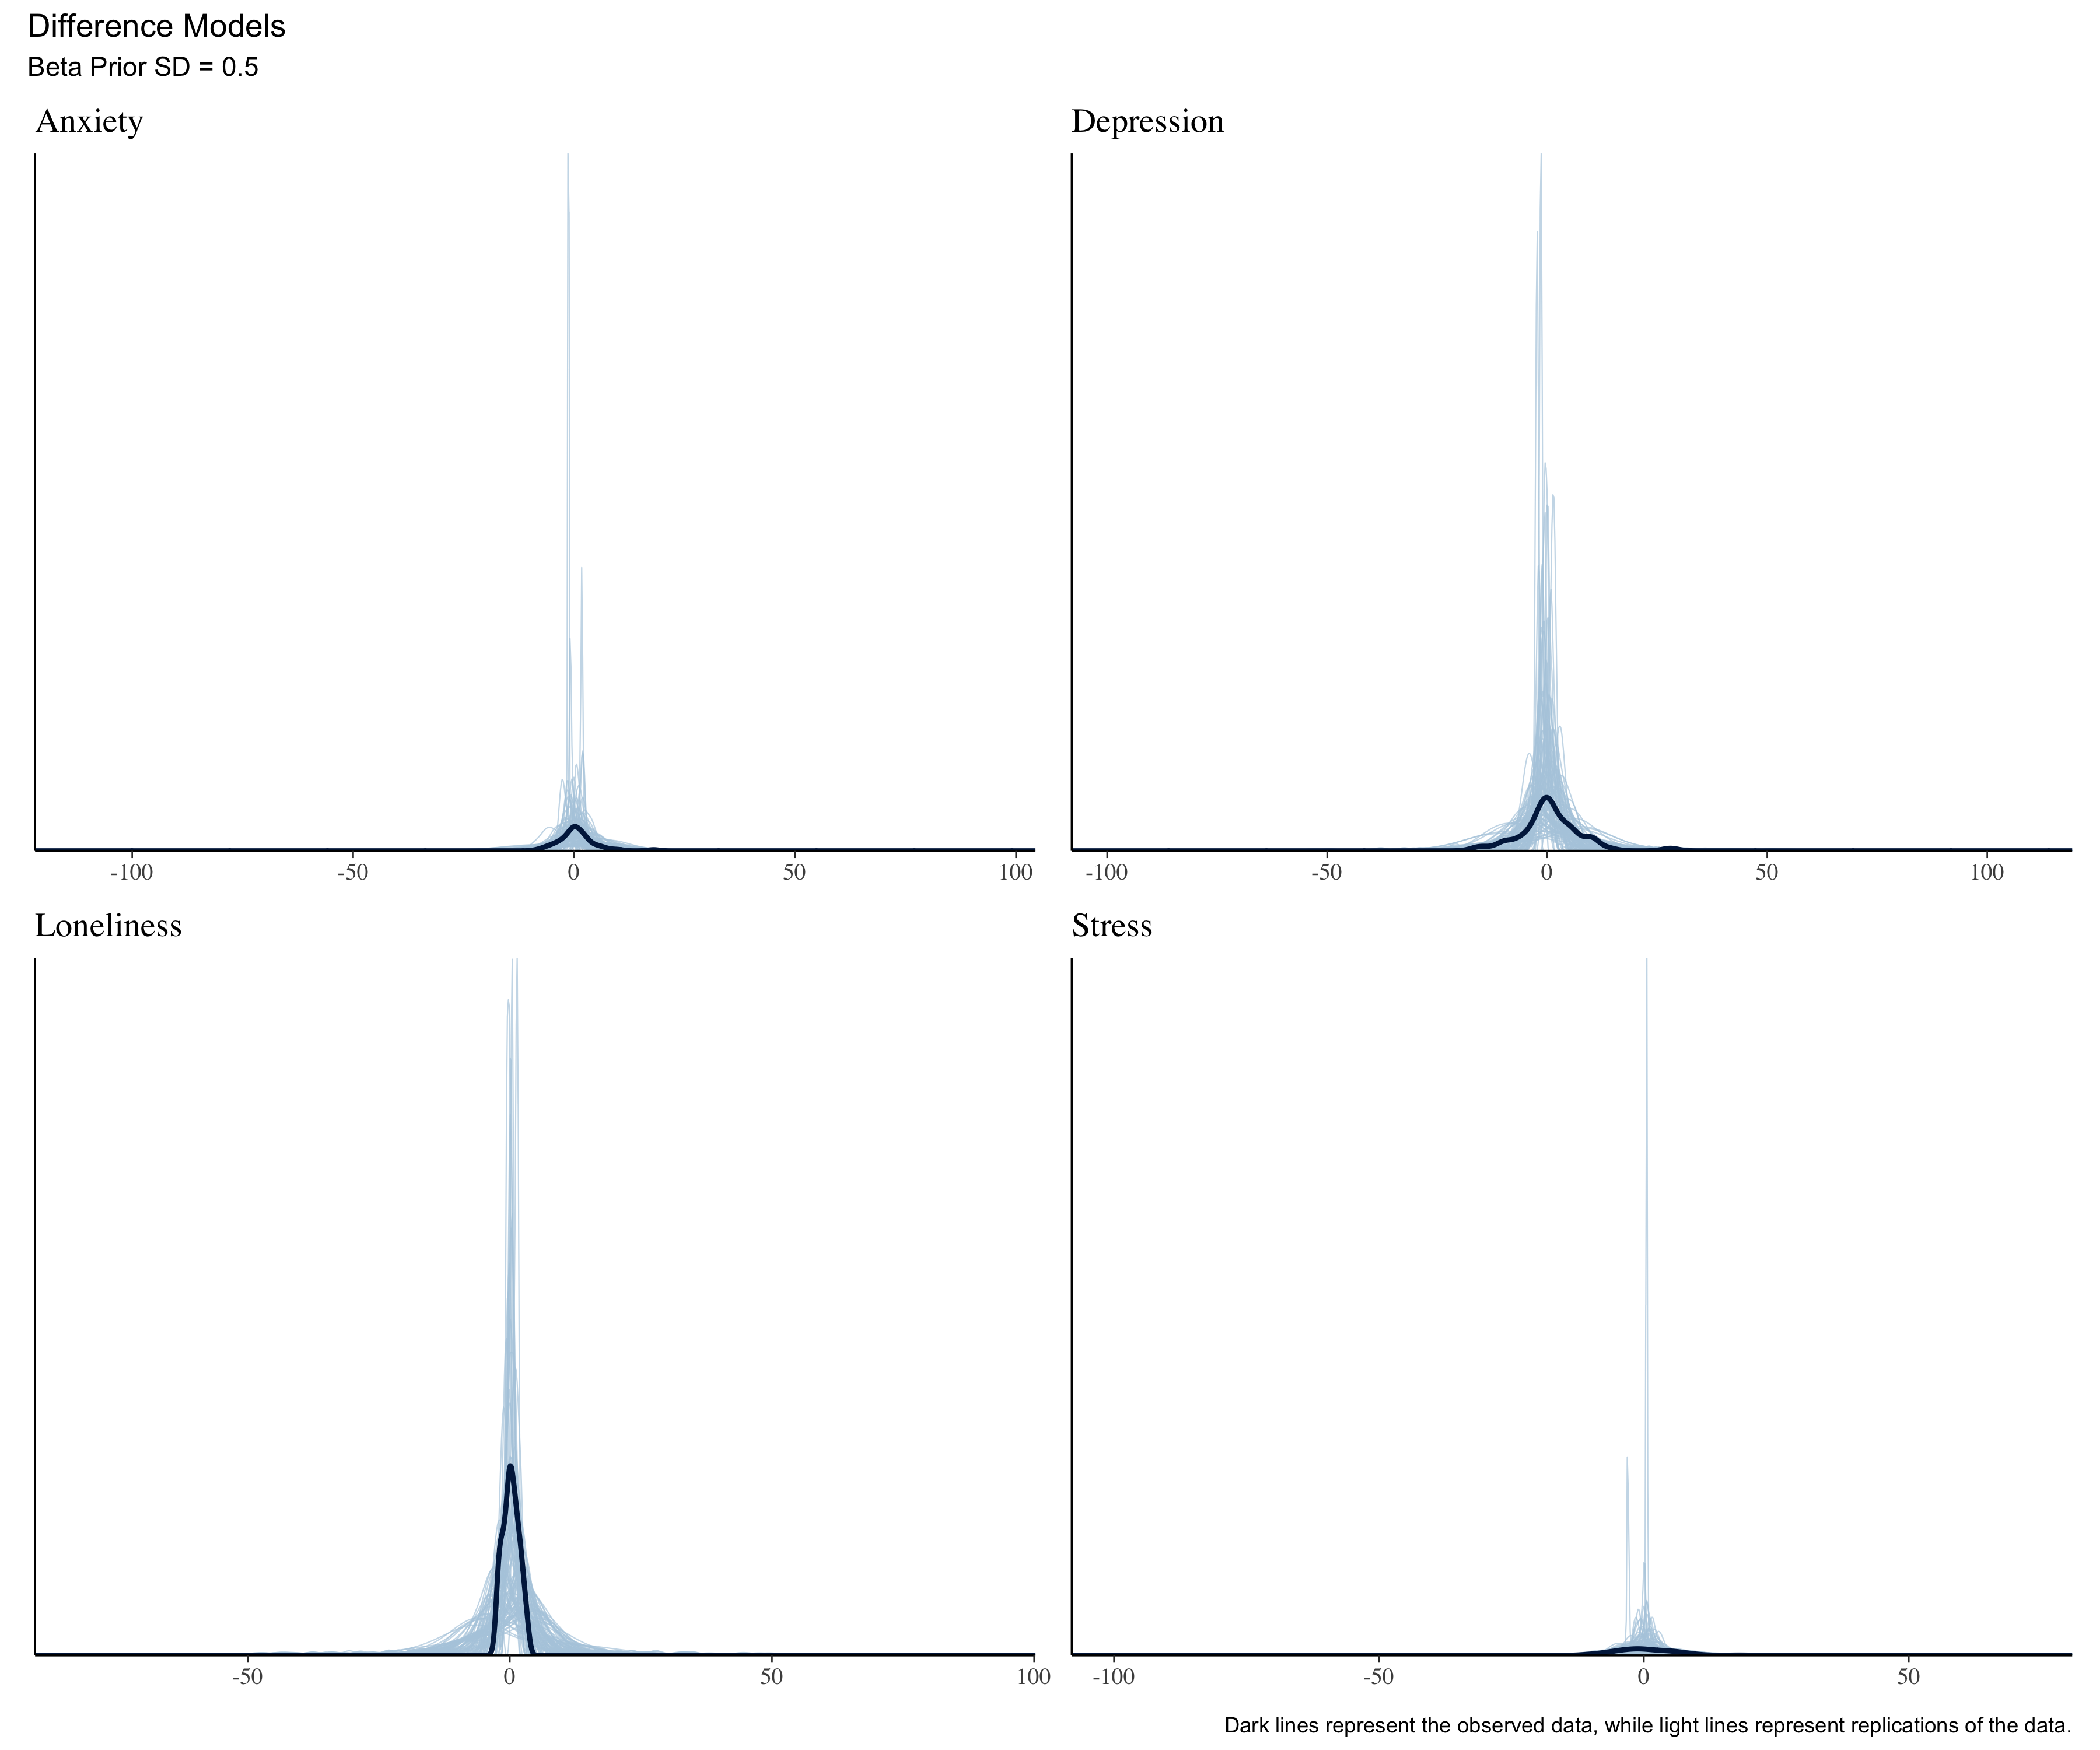 Difference Models
Beta Prior SD = 0.5
Anxiety
-100 -50 0 50 100
Depression
-100 -50 0 50 100
Loneliness
-50 0 50 100
Stress
-100 -50 0 50
Dark lines represent the observed data, while light lines represent replications of the data.